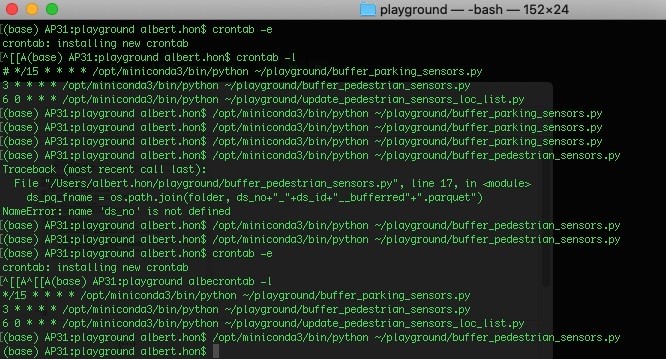 playground — -bash — 152×24
[(base) AP31:playground albert.hon$ crontab -e
crontab: installing new crontab
[^[[A(base) AP31:playground albert.hon$ crontab -l
# */15 * * * * /opt/miniconda3/bin/python ~/playground/buffer_parking_sensors.py
3 * * * * /opt/miniconda3/bin/python ~/playground/buffer_pedestrian_sensors.py
6 0 * * * /opt/miniconda3/bin/python ~/playground/update_pedestrian_sensors_loc_list.py
[(base) AP31:playground albert.hon$ /opt/miniconda3/bin/python ~/playground/buffer_parking_sensors.py
[(base) AP31:playground albert.hon$ /opt/miniconda3/bin/python ~/playground/buffer_parking_sensors.py
[(base) AP31:playground albert.hon$ /opt/miniconda3/bin/python ~/playground/buffer_parking_sensors.py
[(base) AP31:playground albert.hon$ /opt/miniconda3/bin/python ~/playground/buffer_pedestrian_sensors.py
Traceback (most recent call last):
File "/Users/albert.hon/playground/buffer_pedestrian_sensors.py", line 17, in <module>
ds_pq_fname = os.path.join(folder, ds_no+"_"+ds_id+"__bufferred"+".parquet")
NameError: name 'ds_no' is not defined
[(base) AP31:playground albert.hon$ /opt/miniconda3/bin/python ~/playground/buffer_pedestrian_sensors.py
[(base) AP31:playground albert.hon$ /opt/miniconda3/bin/python ~/playground/buffer_pedestrian_sensors.py
[(base) AP31:playground albert.hon$ crontab -e
crontab: installing new crontab
[^[[A^[[A(base) AP31:playground albecrontab -l
*/15 * * * * /opt/miniconda3/bin/python ~/playground/buffer_parking_sensors.py
3 * * * * /opt/miniconda3/bin/python ~/playground/buffer_pedestrian_sensors.py
6 0 * * * /opt/miniconda3/bin/python ~/playground/update_pedestrian_sensors_loc_list.py
[(base) AP31:playground albert.hon$ /opt/miniconda3/bin/python ~/playground/buffer_pedestrian_sensors.py
(base) AP31:playground albert.hon$